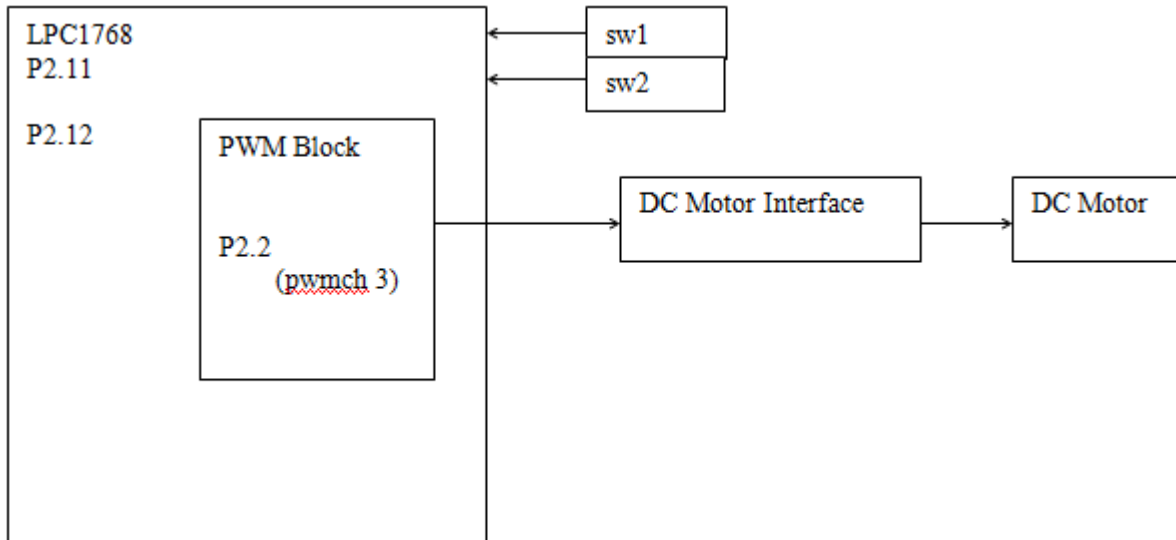 LPC1768
P2.11
P2.12
PWM Block
P2.2
(pwmch 3)
sw1
sw2
DC Motor Interface
DC Motor